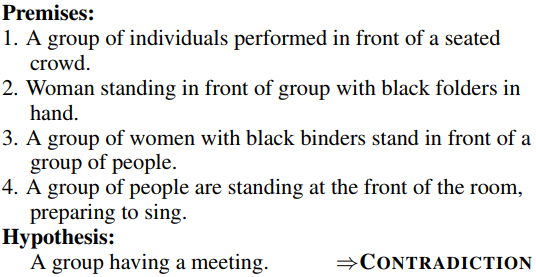 Premises:
1. A group of individuals performed in front of a seated
crowd.
2. Woman standing in front of group with black folders in
hand.
3. A group of women with black binders stand in front of a
group of people.
4. A group of people are standing at the front of the room,
preparing to sing.
Hypothesis:
A group having a meeting. ⇒CONTRADICTION